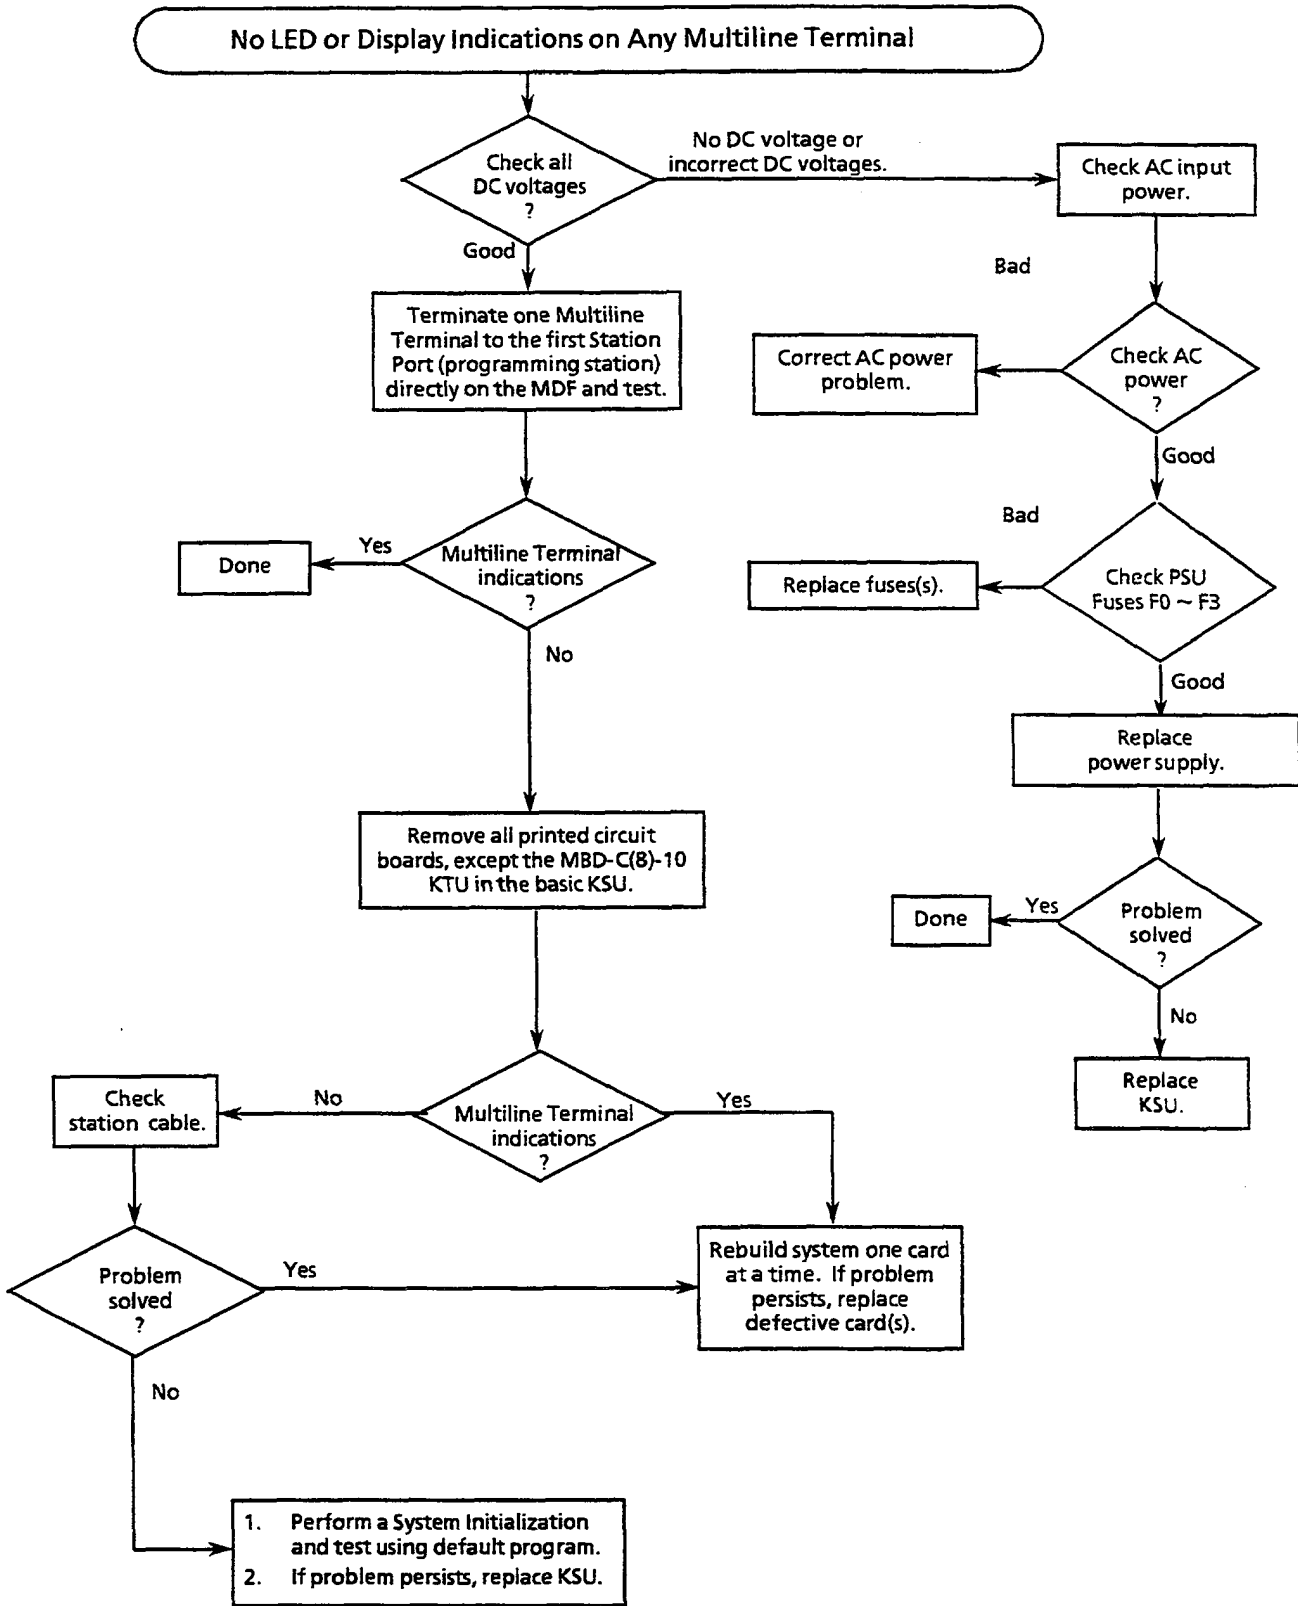 No LED or Display Indications on Any Multiline Terminal
Check all
DC voltages
?
No DC voltage or
incorrect DC voltages.
Check AC input
power.
Good
Bad
Terminate one Multiline
Terminal to the first Station
Port (programming station)
directly on the MDF and test.
Correct AC power
problem.
Check AC
power
?
Good
Bad
Done
Yes
Multiline Terminal
indications
?
Replace fuses(s).
Check PSU
Fuses F0 ~ F3
No
Good
Replace
power supply.
Remove all printed circuit
boards, except the MBD-C(8)-10
KTU in the basic KSU.
Done
Yes
Problem
solved
?
No
Replace
KSU.
Check
station cable.
No
Multiline Terminal
indications
?
Yes
Problem
solved
?
Yes
Rebuild system one card
at a time. If problem
persists, replace
defective card(s).
No
1. Perform a System Initialization
and test using default program.
2. If problem persists, replace KSU.